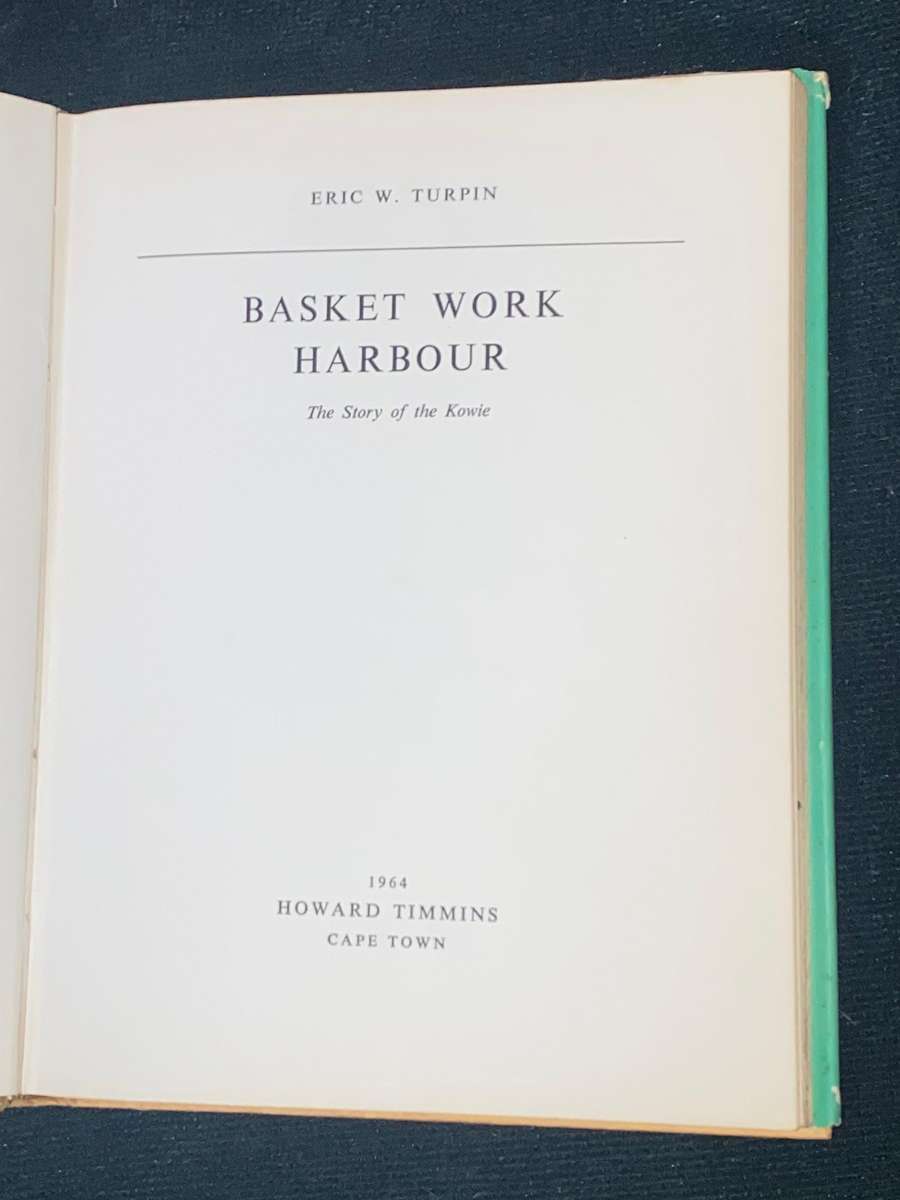 ERIC W. TURPIN
BASKET WORK
HARBOUR
The Story of the Kowie
1964
HOWARD TIMMINS
CAPE TOWN